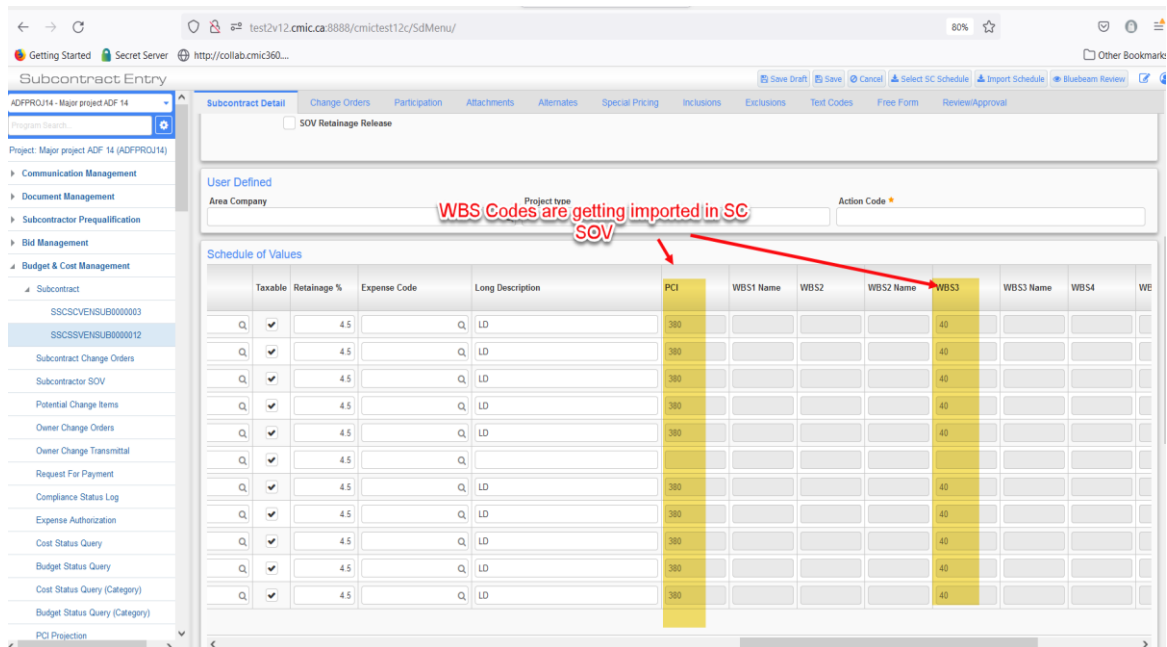 test2v12.cmic.ca:8888/cmictest12c/SdMenu/
80%
Getting Started
Secret Server
http://collab.cmic360....
Other Bookmarks
Subcontract Entry
Save Draft
Save
Cancel
Select SC Schedule
Import Schedule
Bluebeam Review
ADFPROJ14 - Major project ADF 14
Program Search...
Project: Major project ADF 14 (ADFPROJ14)
Communication Management
Document Management
Subcontractor Prequalification
Bid Management
Budget & Cost Management
Subcontract
SSCSCVENSUB0000003
SSCSSVENSUB0000012
Subcontract Change Orders
Subcontractor SOV
Potential Change Items
Owner Change Orders
Owner Change Transmittal
Request For Payment
Compliance Status Log
Expense Authorization
Cost Status Query
Budget Status Query
Cost Status Query (Category)
Budget Status Query (Category)
PCI Projection
Subcontract Detail
Change Orders
Participation
Attachments
Alternates
Special Pricing
Inclusions
Exclusions
Text Codes
Free Form
Review/Approval
SOV Retainage Release
User Defined
Area Company
Project type
Action Code *
WBS Codes are getting imported in SC
SOV
Schedule of Values
Taxable Retainage % Expense Code Long Description PCI WBS1 Name WBS2 WBS2 Name WBS3 WBS3 Name WBS4 WB
4.5 LD 380 40
4.5 LD 380 40
4.5 LD 380 40
4.5 LD 380 40
4.5 LD 380 40
4.5
4.5 LD 380 40
4.5 LD 380 40
4.5 LD 380 40
4.5 LD 380 40
4.5 LD 380 40